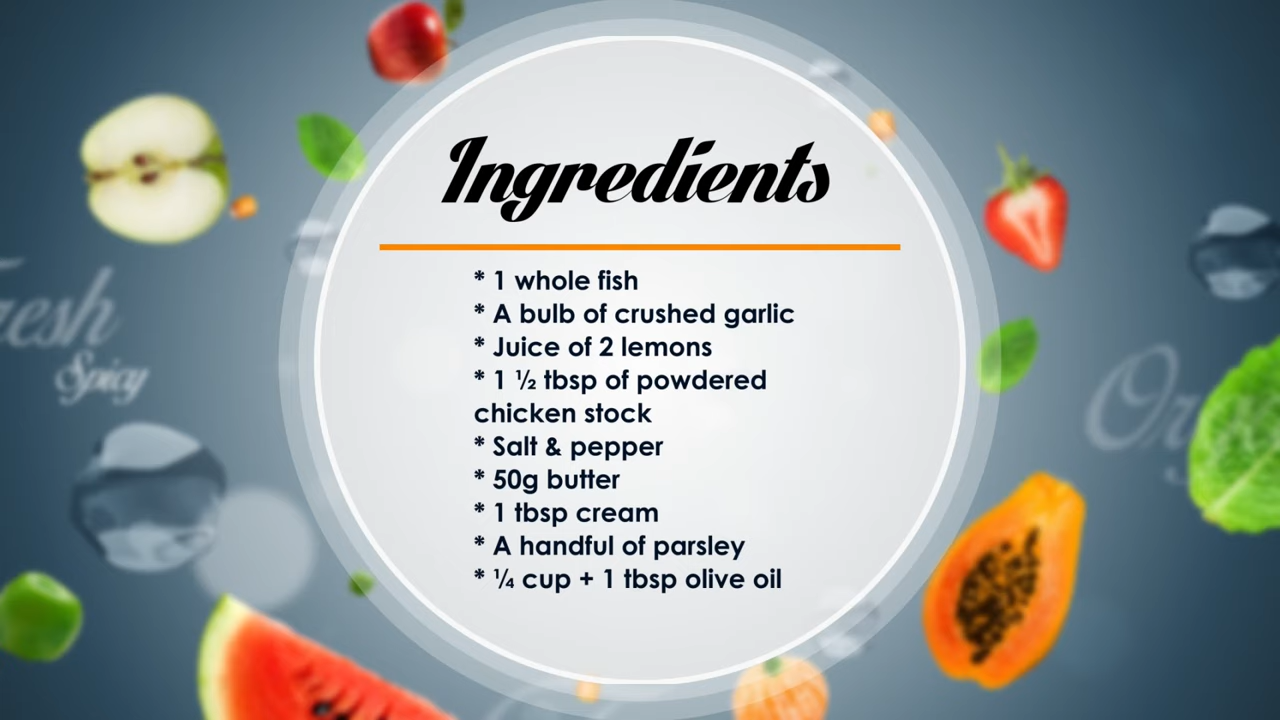 Ingredients
* 1 whole fish
* A bulb of crushed garlic
* Juice of 2 lemons
* 1 ½ tbsp of powdered
chicken stock
* Salt & pepper
* 50g butter
* 1 tbsp cream
* A handful of parsley
* ¼ cup + 1 tbsp olive oil
Spicy